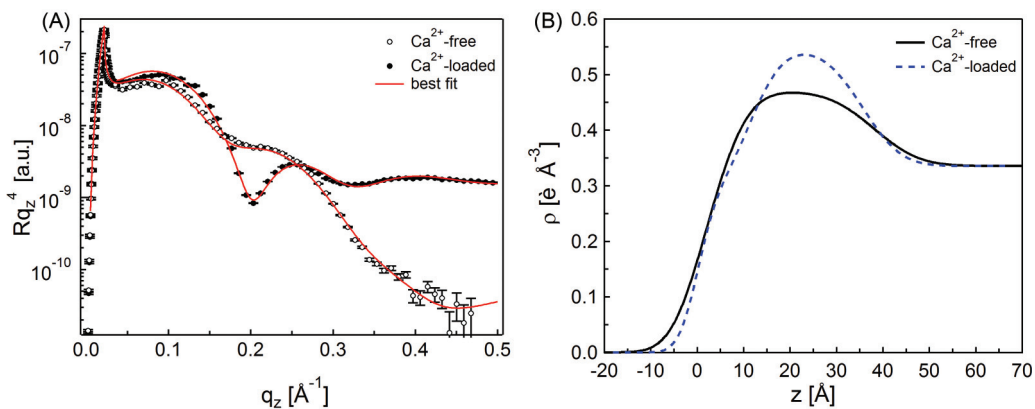 (A)
Ca²⁺-free
Ca²⁺-loaded
best fit
10⁻⁷
10⁻⁸
10⁻⁹
10⁻¹⁰
Rq_z⁴ [a.u.]
0.0 0.1 0.2 0.3 0.4 0.5
q_z [Å⁻¹]
(B)
Ca²⁺-free
Ca²⁺-loaded
0.6
0.5
0.4
0.3
0.2
0.1
0.0
ρ [è Å⁻³]
-20 -10 0 10 20 30 40 50 60 70
z [Å]